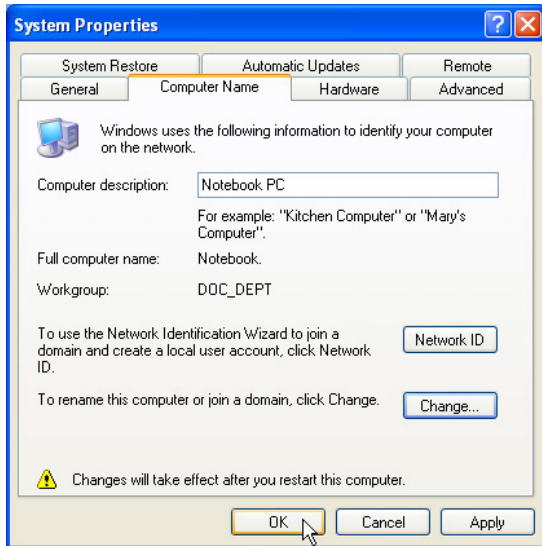 System Properties
System Restore Automatic Updates Remote
General Computer Name Hardware Advanced
Windows uses the following information to identify your computer
on the network.
Computer description: Notebook PC
For example: "Kitchen Computer" or "Mary's
Computer".
Full computer name: Notebook.
Workgroup: DOC_DEPT
To use the Network Identification Wizard to join a
domain and create a local user account, click Network
ID.
Network ID
To rename this computer or join a domain, click Change.
Change...
Changes will take effect after you restart this computer.
OK Cancel Apply